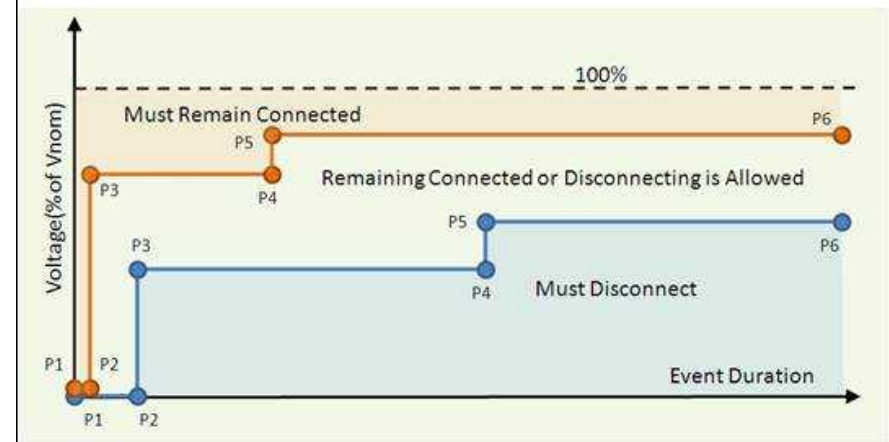 100%
Must Remain Connected
P6
P5
Voltage(%of Vnom)
Remaining Connected or Disconnecting is Allowed
P3
P4
P5
P3
P6
P4
Must Disconnect
P1
P2
Event Duration
P1
P2